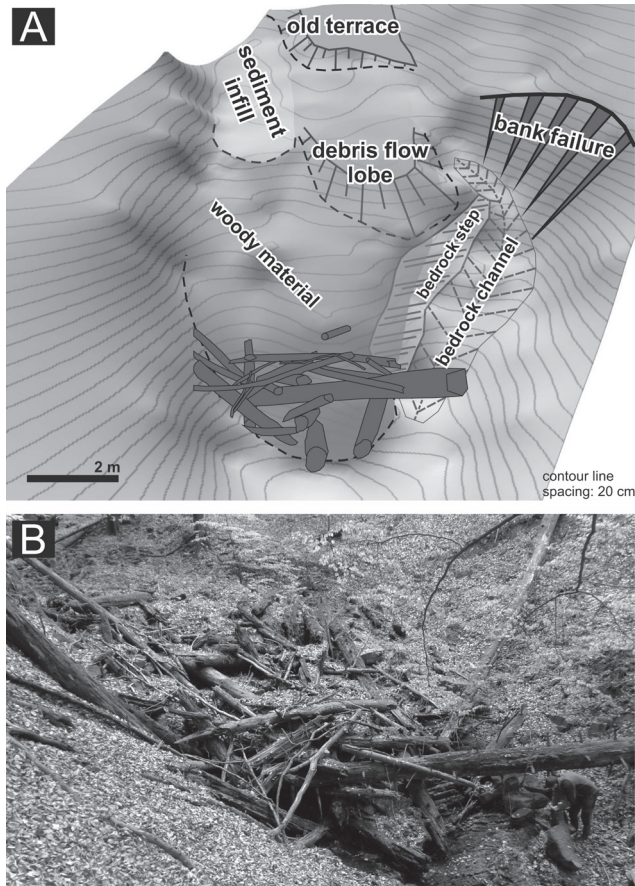 A
old terrace
sediment
infill
debris flow
lobe
bank failure
woody material
bedrock step
bedrock channel
2 m
contour line
spacing: 20 cm
B